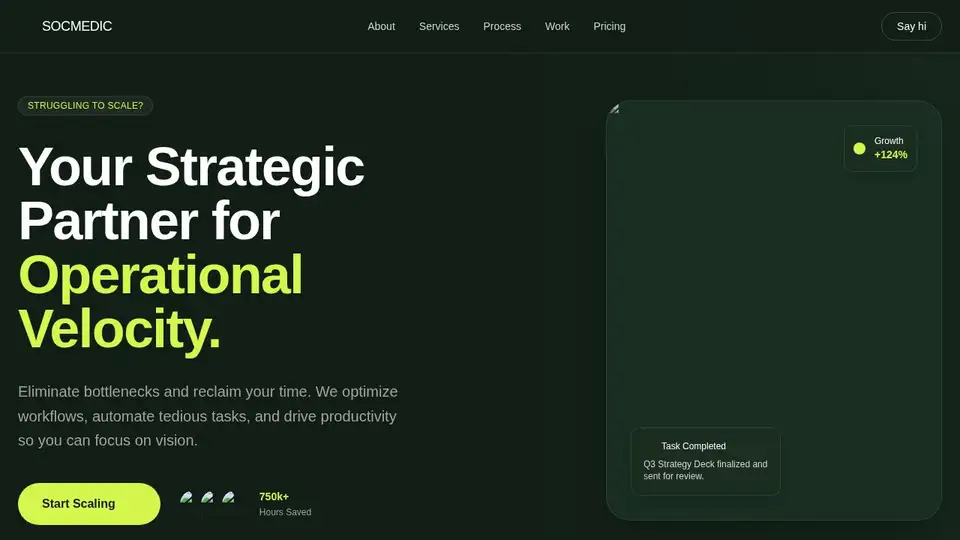 SOCMEDIC
About
Services
Process
Work
Pricing
Say hi
STRUGGLING TO SCALE?
Your Strategic
Partner for
Operational
Velocity.
Eliminate bottlenecks and reclaim your time. We optimize
workflows, automate tedious tasks, and drive productivity
so you can focus on vision.
Start Scaling
750k+
Hours Saved
Growth
+124%
Task Completed
Q3 Strategy Deck finalized and
sent for review.